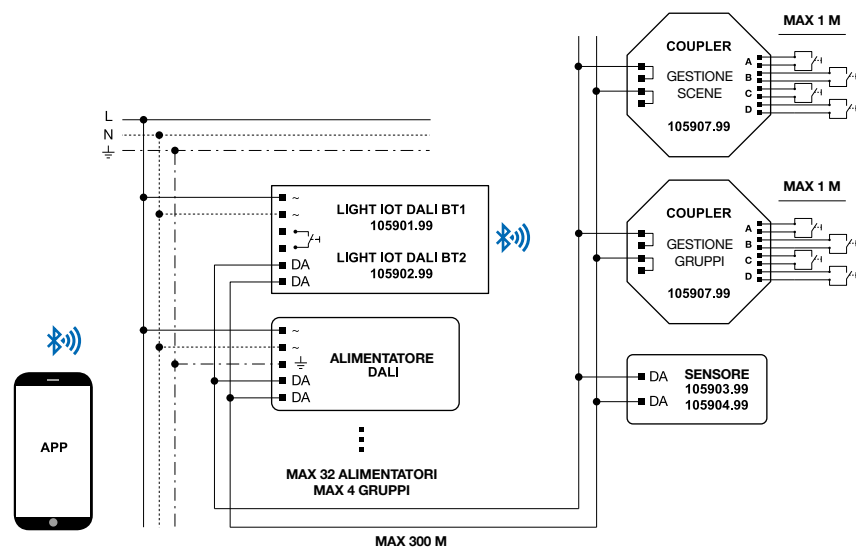 MAX 1 M
COUPLER
GESTIONE
SCENE
105907.99
A
B
C
D
L
N
~
~
LIGHT IOT DALI BT1
105901.99
LIGHT IOT DALI BT2
105902.99
DA
DA
MAX 1 M
COUPLER
GESTIONE
GRUPPI
105907.99
A
B
C
D
~
~
ALIMENTATORE
DALI
DA
DA
DA
DA
SENSORE
105903.99
105904.99
APP
MAX 32 ALIMENTATORI
MAX 4 GRUPPI
MAX 300 M